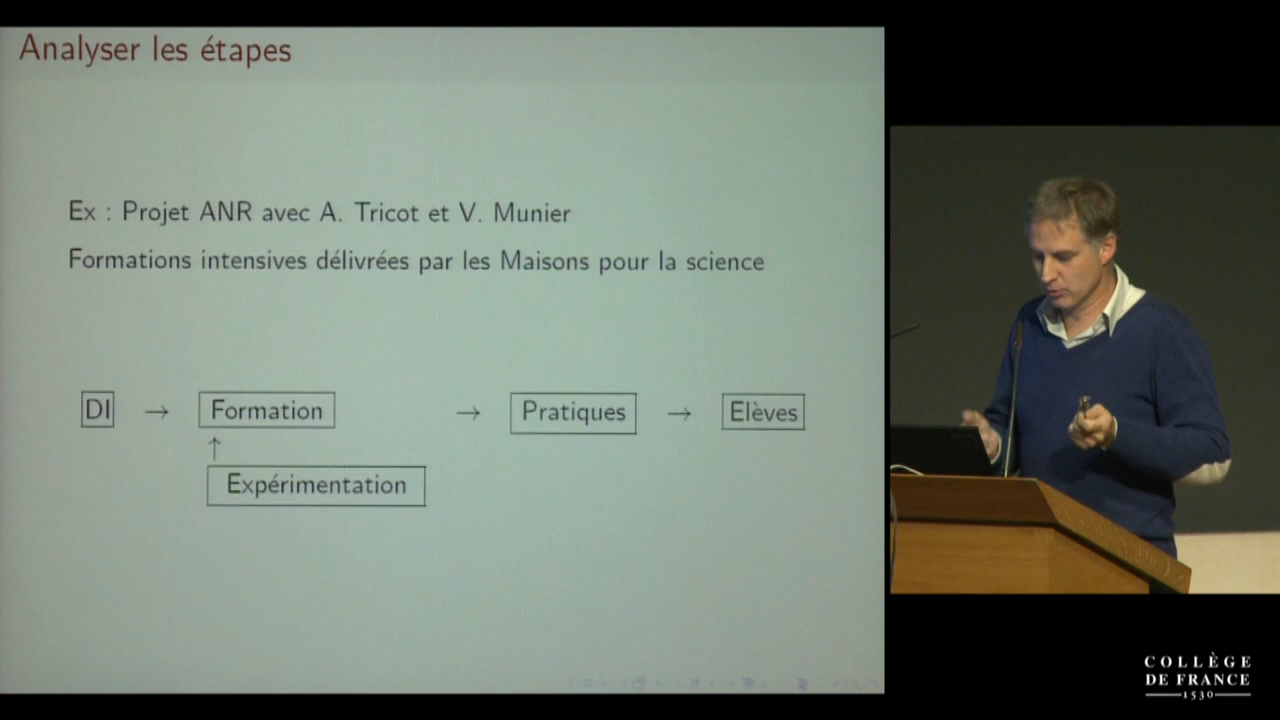 Analyser les étapes
Ex : Projet ANR avec A. Tricot et V. Munier
Formations intensives délivrées par les Maisons pour la science
DI → Formation → Pratiques → Elèves
↑
Expérimentation
COLLÈGE
DE FRANCE
1530